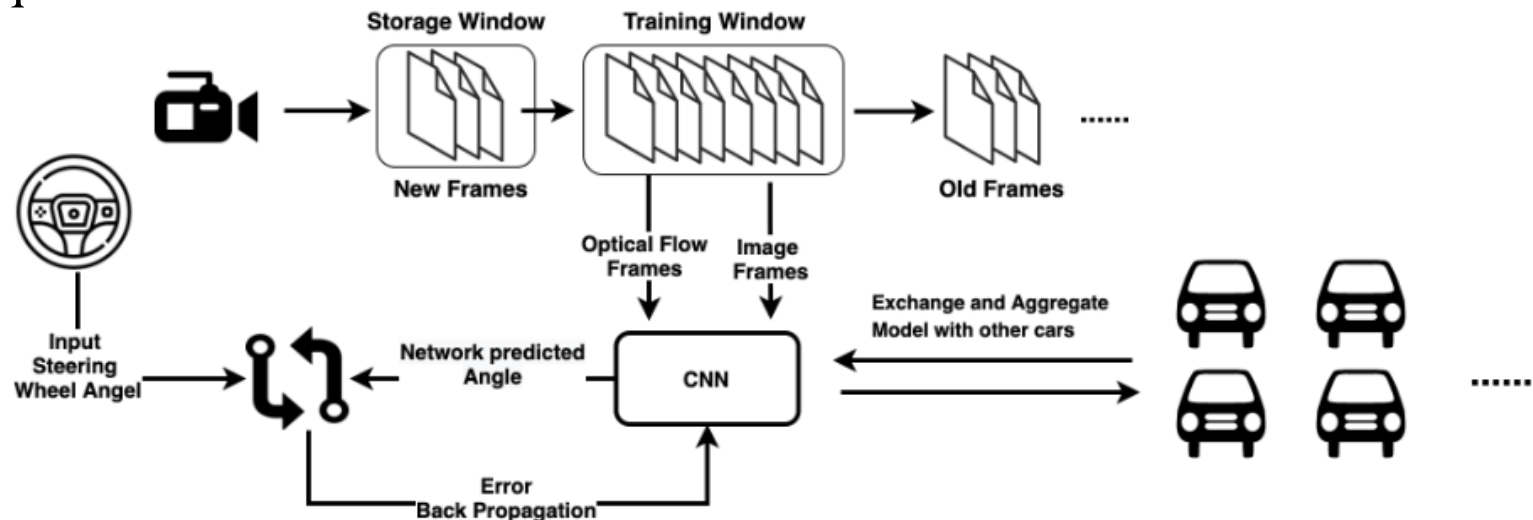 Storage Window
Training Window
New Frames
Old Frames
......
Optical Flow
Frames
Image
Frames
Exchange and Aggregate
Model with other cars
Input
Steering
Wheel Angel
Network predicted
Angle
CNN
......
Error
Back Propagation